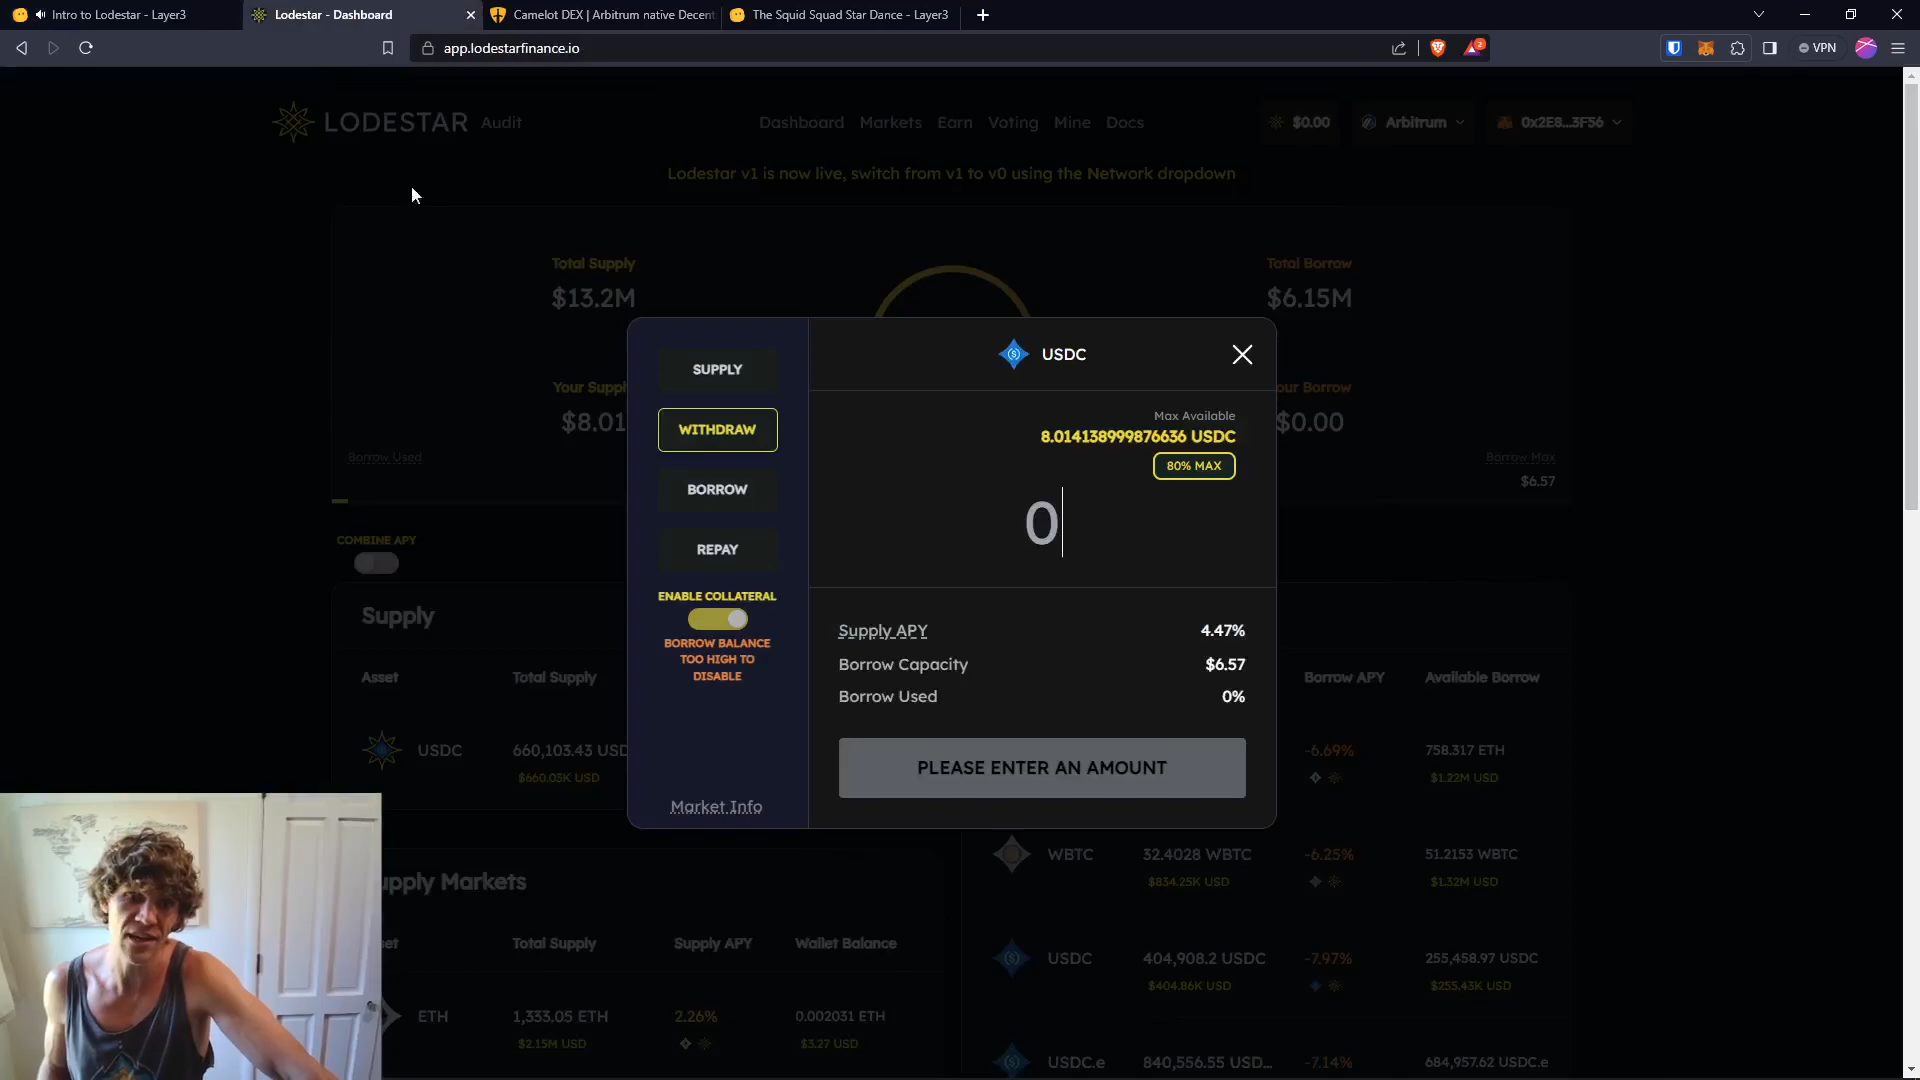 Intro to Lodestar - Layer3
Lodestar - Dashboard
Camelot DEX | Arbitrum native Decent
The Squid Squad Star Dance - Layer3
app.lodestarfinance.io
2
VPN
LODESTAR
Audit
Dashboard
Markets
Earn
Voting
Mine
Docs
$0.00
Arbitrum
0x2E8...3F56
Lodestar v1 is now live, switch from v1 to v0 using the Network dropdown
Total Supply
$13.2M
Total Borrow
$6.15M
Your Suppl
$8.01
our Borrow
$0.00
Borrow Used
Borrow Max
$6.57
COMBINE APY
SUPPLY
WITHDRAW
BORROW
REPAY
ENABLE COLLATERAL
BORROW BALANCE
TOO HIGH TO
DISABLE
Market Info
USDC
Max Available
8.014138999876636 USDC
80% MAX
0
Supply APY
4.47%
Borrow Capacity
$6.57
Borrow Used
0%
PLEASE ENTER AN AMOUNT
Supply
Asset
Total Supply
USDC
660,103.43 USD
$660.03K USD
Borrow APY
Available Borrow
-6.69%
758.317 ETH
$1.22M USD
WBTC
32.4028 WBTC
-6.25%
51.2153 WBTC
$834.25K USD
$1.32M USD
USDC
404,908.2 USDC
-7.97%
255,458.97 USDC
$404.86K USD
$255.43K USD
USDC.e
840,556.55 USD...
-7.14%
684,957.62 USDC.e
upply Markets
et
Total Supply
Supply APY
Wallet Balance
ETH
1,333.05 ETH
2.26%
0.002031 ETH
$2.15M USD
$3.27 USD